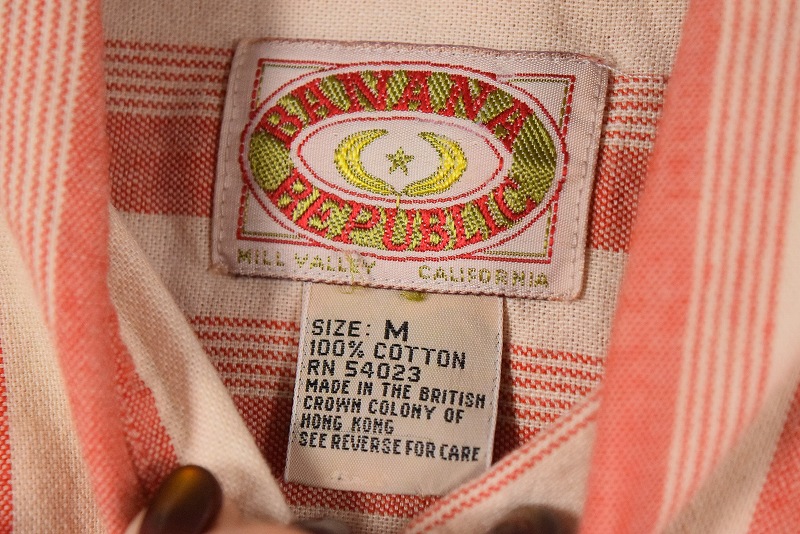 BANANA
REPUBLIC
MILL VALLEY CALIFORNIA
SIZE: M
100% COTTON
RN 54023
MADE IN THE BRITISH
CROWN COLONY OF
HONG KONG
SEE REVERSE FOR CARE